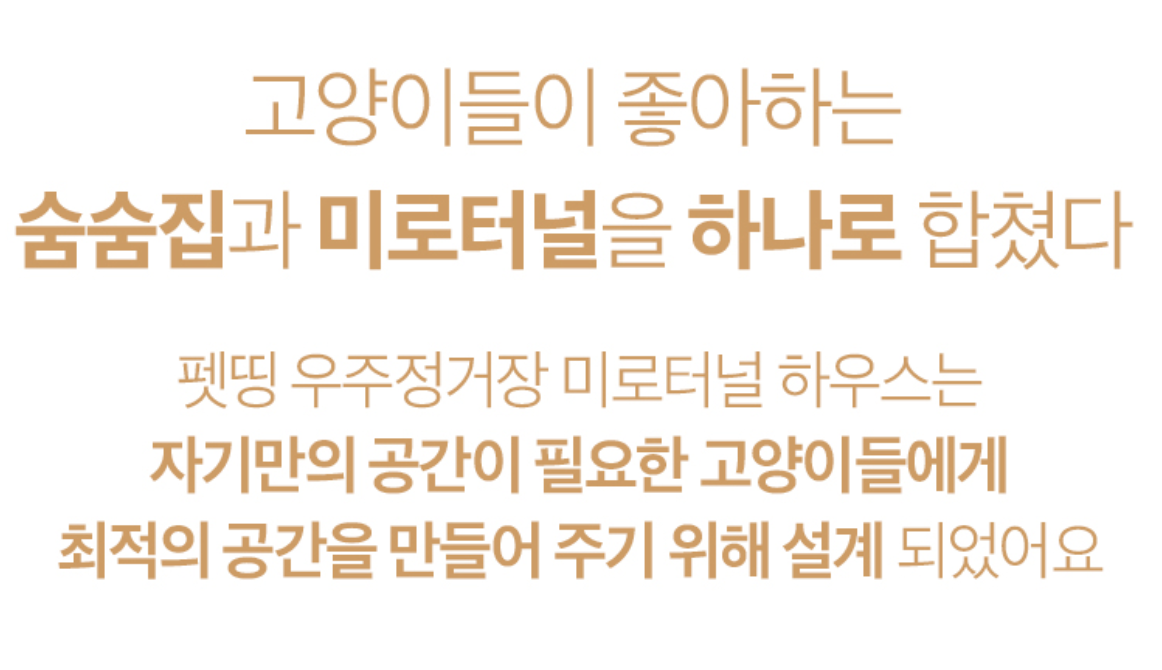 고양이들이 좋아하는
숨숨집과 미로터널을 하나로 합쳤다
펫띵 우주정거장 미로터널 하우스는
자기만의 공간이 필요한 고양이들에게
최적의 공간을 만들어 주기 위해 설계 되었어요